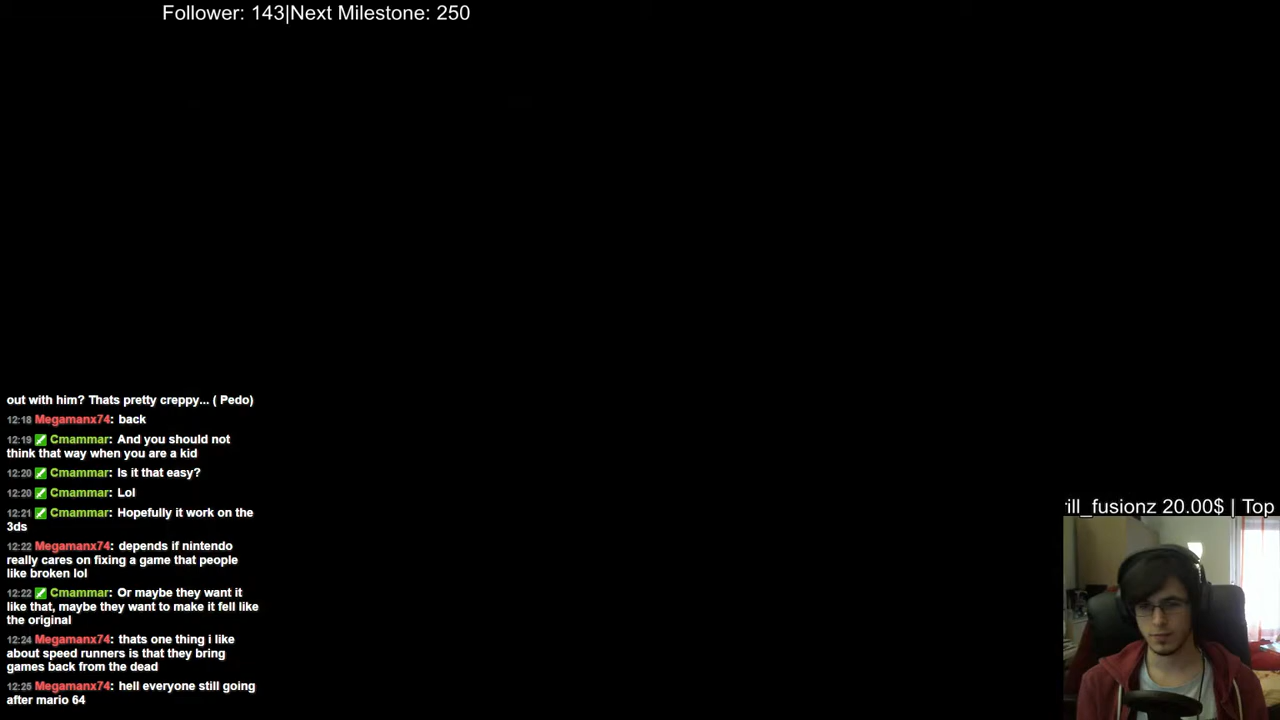 Follower: 143|Next Milestone: 250
out with him? Thats pretty creppy... ( Pedo)
12:18 Megamanx74: back
12:19 Cmammar: And you should not
think that way when you are a kid
12:20 Cmammar: Is it that easy?
12:20 Cmammar: Lol
12:21 Cmammar: Hopefully it work on the
3ds
12:22 Megamanx74: depends if nintendo
really cares on fixing a game that people
like broken lol
12:22 Cmammar: Or maybe they want it
like that, maybe they want to make it fell like
the original
12:24 Megamanx74: thats one thing i like
about speed runners is that they bring
games back from the dead
12:25 Megamanx74: hell everyone still going
after mario 64
ill_fusionz 20.00$ | Top